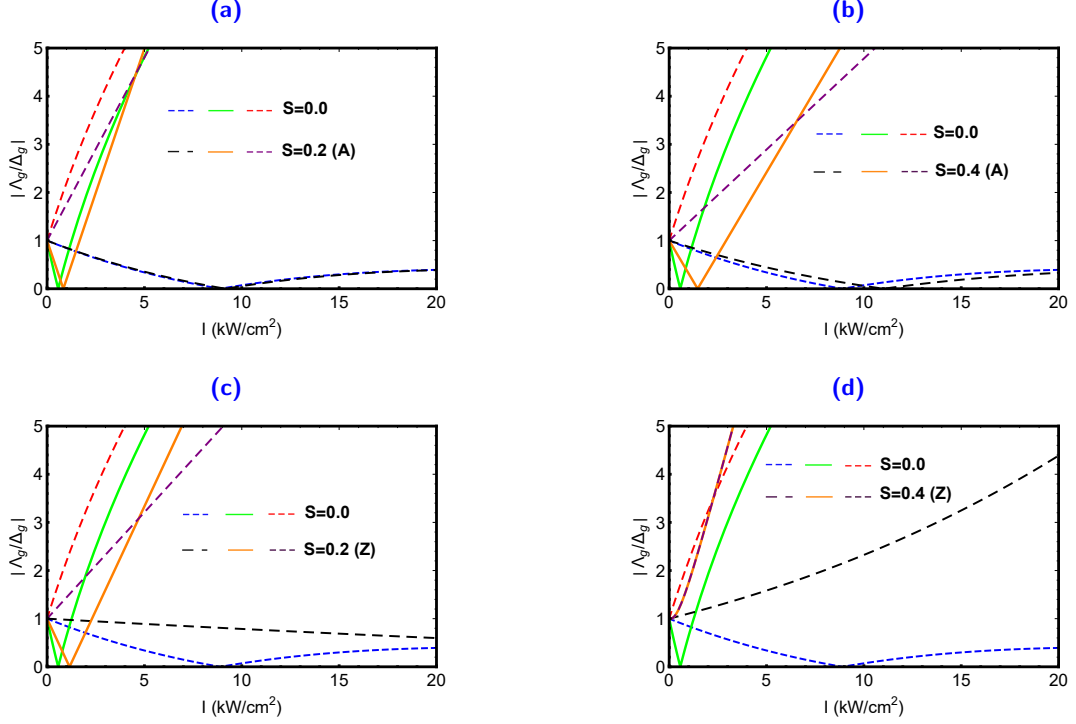 (a)
| Λg/Δg |
5
4
3
2
1
0
S=0.0
S=0.2 (A)
0 5 10 15 20
I (kW/cm²)
(b)
| Λg/Δg |
5
4
3
2
1
0
S=0.0
S=0.4 (A)
0 5 10 15 20
I (kW/cm²)
(c)
| Λg/Δg |
5
4
3
2
1
0
S=0.0
S=0.2 (Z)
0 5 10 15 20
I (kW/cm²)
(d)
| Λg/Δg |
5
4
3
2
1
0
S=0.0
S=0.4 (Z)
0 5 10 15 20
I (kW/cm²)